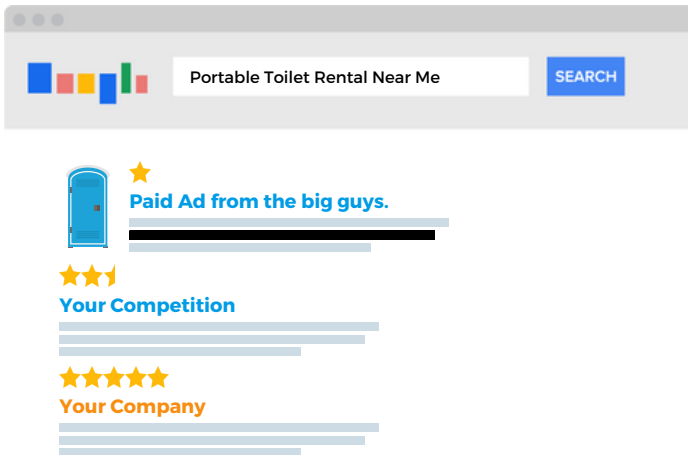 Portable Toilet Rental Near Me
SEARCH
Paid Ad from the big guys.
Your Competition
Your Company